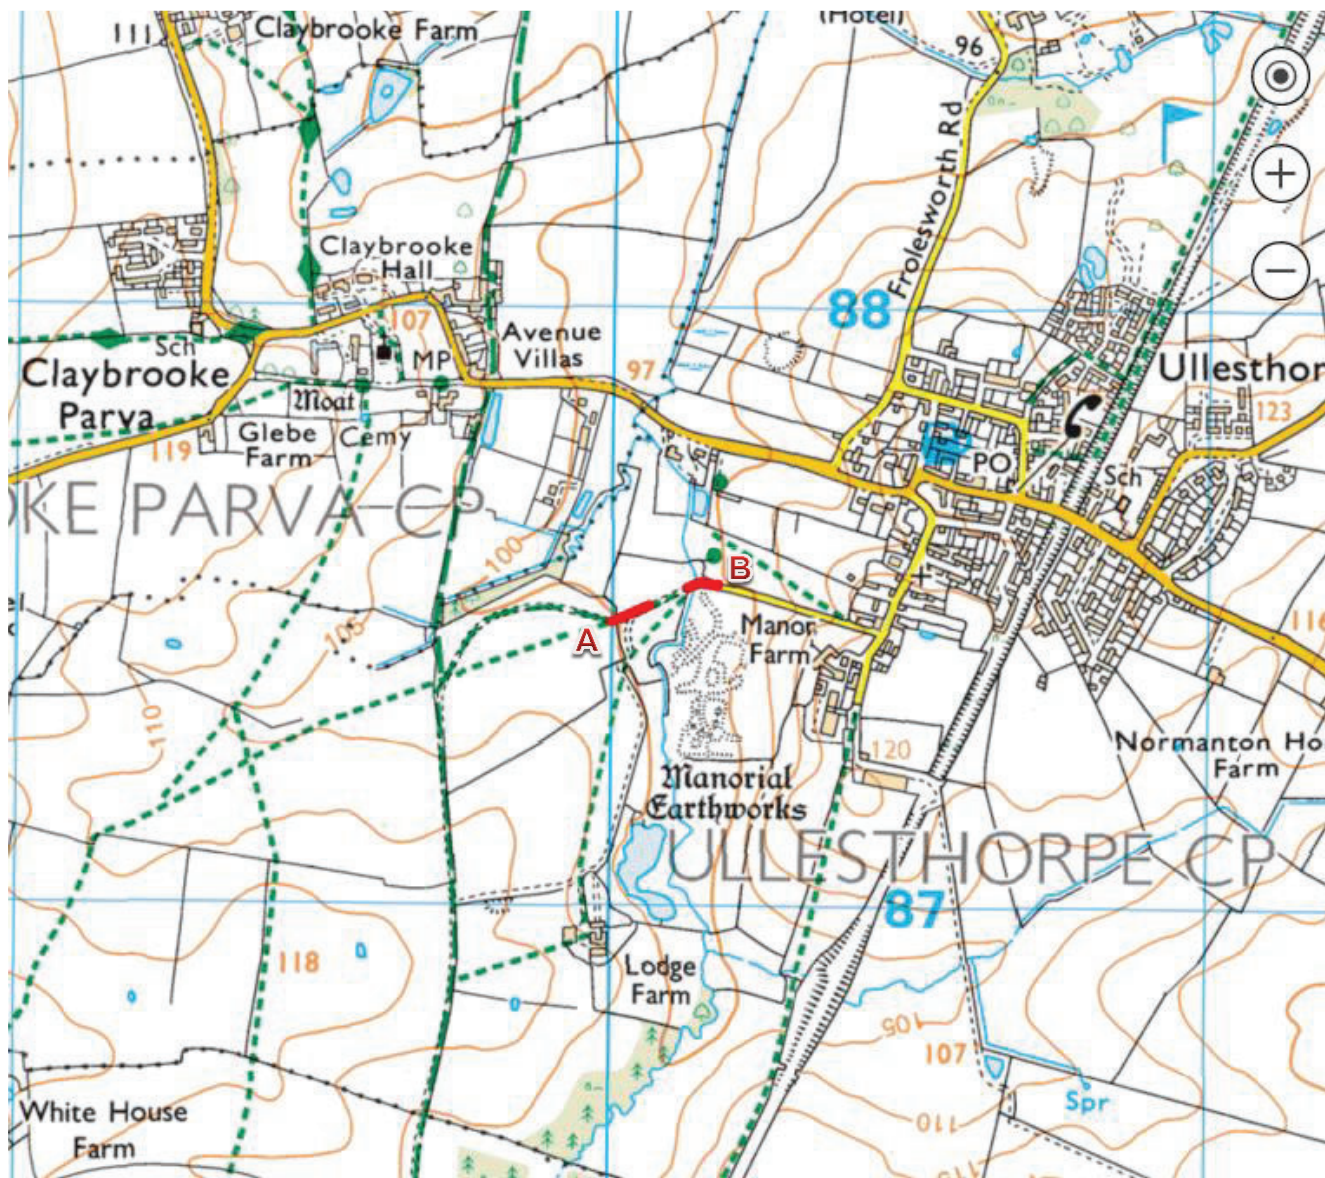 (Hotel)
111
Claybrooke Farm
96
Frolesworth Rd
Claybrooke
Hall
88
107
Avenue
Villas
Sch
MP
97
Ullesthor
Claybrooke
Parva
Moat
123
119
Glebe
Farm
Cemy
PO
Sch
OKE PARVA CP
100
B
A
105
Manor
Farm
116
110
120
Normanton Ho
Farm
Manorial
Earthworks
ULLESTHORPE CP
87
118
Lodge
Farm
105
107
Spr
White House
Farm
110
115